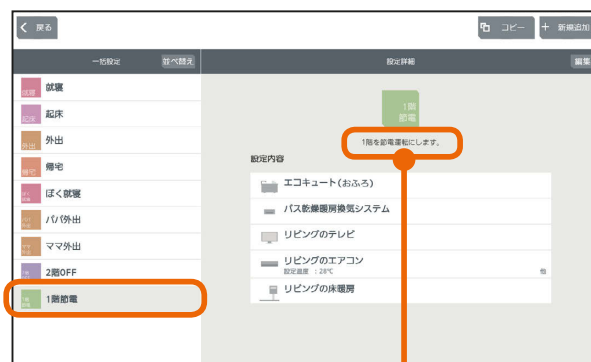 戻る
コピー
新規追加
一括設定
並べ替え
設定詳細
編集
就寝
就寝
起床
起床
外出
外出
帰宅
帰宅
ぼく就寝
パパ外出
ママ外出
2階OFF
1階節電
1階
節電
1階を節電運転にします。
設定内容
エコキュート(おふろ)
バス乾燥暖房換気システム
リビングのテレビ
リビングのエアコン
設定温度 : 28℃
他
リビングの床暖房